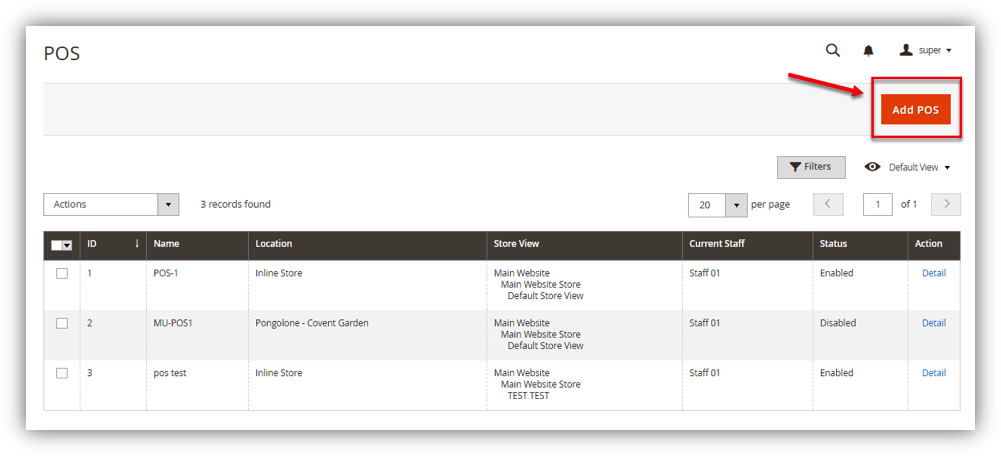 POS
super
Add POS
Filters
Default View
Actions
3 records found
20
per page
1
of 1
ID Name Location Store View Current Staff Status Action
1 POS-1 Inline Store Main Website Staff 01 Enabled Detail
Main Website Store
Default Store View
2 MU-POS1 Pongolone - Covent Garden Main Website Staff 01 Disabled Detail
Main Website Store
Default Store View
3 pos test Inline Store Main Website Staff 01 Enabled Detail
Main Website Store
TEST TEST